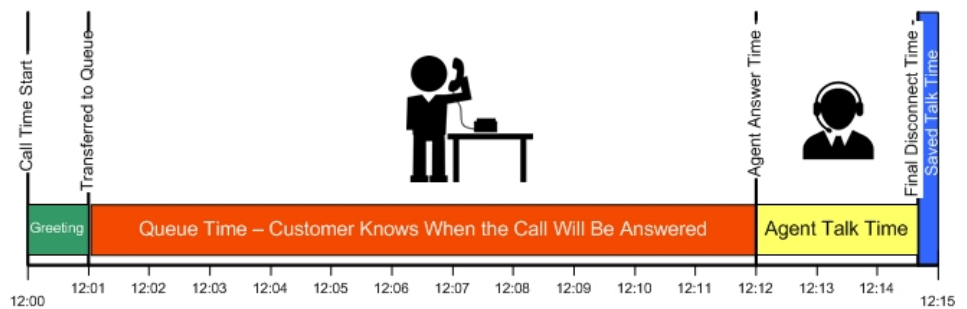 Call Time Start -
Transferred to Queue
Agent Answer Time -
Final Disconnect Time -
Saved Talk Time
Greeting
Queue Time – Customer Knows When the Call Will Be Answered
Agent Talk Time
12:00
12:01
12:02
12:03
12:04
12:05
12:06
12:07
12:08
12:09
12:10
12:11
12:12
12:13
12:14
12:15